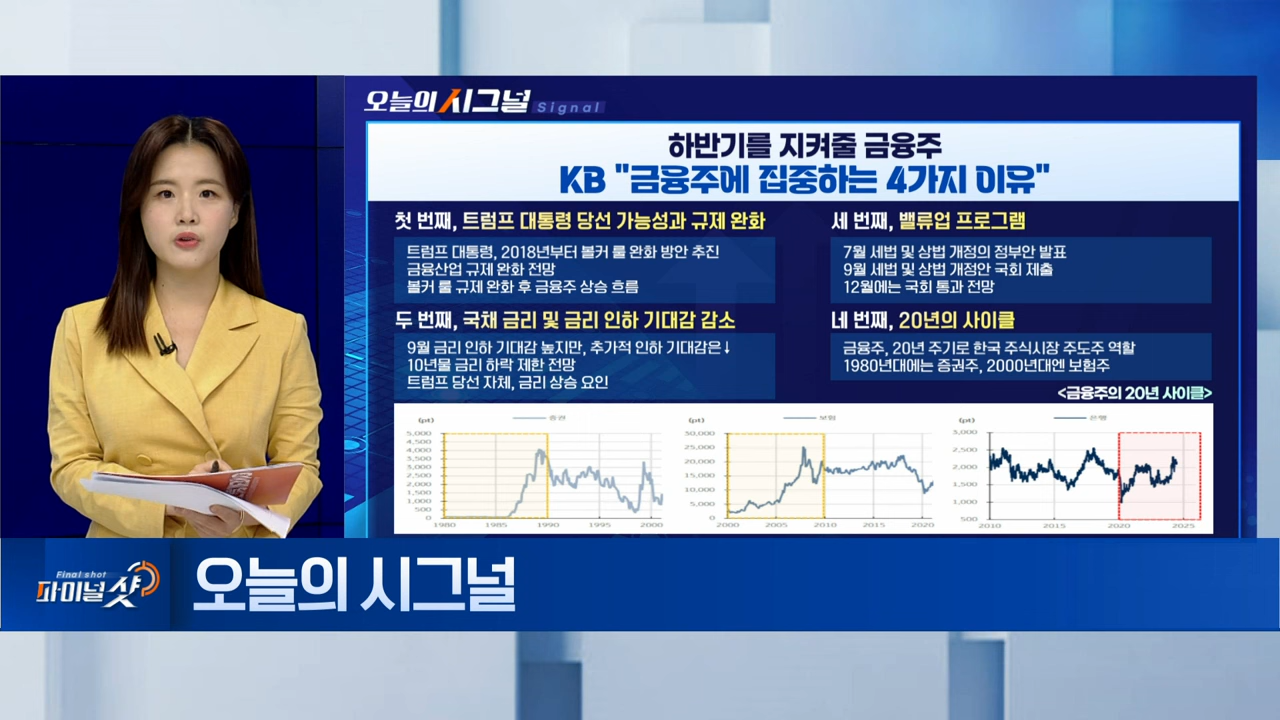 오늘의 시그널 Signal
하반기를 지켜줄 금융주
KB "금융주에 집중하는 4가지 이유"
첫 번째, 트럼프 대통령 당선 가능성과 규제 완화
트럼프 대통령, 2018년부터 볼커 룰 완화 방안 추진
금융산업 규제 완화 전망
볼커 룰 규제 완화 후 금융주 상승 흐름
두 번째, 국채 금리 및 금리 인하 기대감 감소
9월 금리 인하 기대감 높지만, 추가적 인하 기대감은↓
10년물 금리 하락 제한 전망
트럼프 당선 자체, 금리 상승 요인
세 번째, 밸류업 프로그램
7월 세법 및 상법 개정의 정부안 발표
9월 세법 및 상법 개정안 국회 제출
12월에는 국회 통과 전망
네 번째, 20년의 사이클
금융주, 20년 주기로 한국 주식시장 주도주 역할
1980년대에는 증권주, 2000년대엔 보험주
<금융주의 20년 사이클>
(pt) 증권
5,000
4,500
4,000
3,500
3,000
2,500
2,000
1,500
1,000
500
0
1980 1985 1990 1995 2000
(pt) 보험
30,000
25,000
20,000
15,000
10,000
5,000
0
2000 2005 2010 2015 2020
(pt) 은행
3,000
2,500
2,000
1,500
1,000
500
2010 2015 2020 2025
Final shot
파이널샷
오늘의 시그널